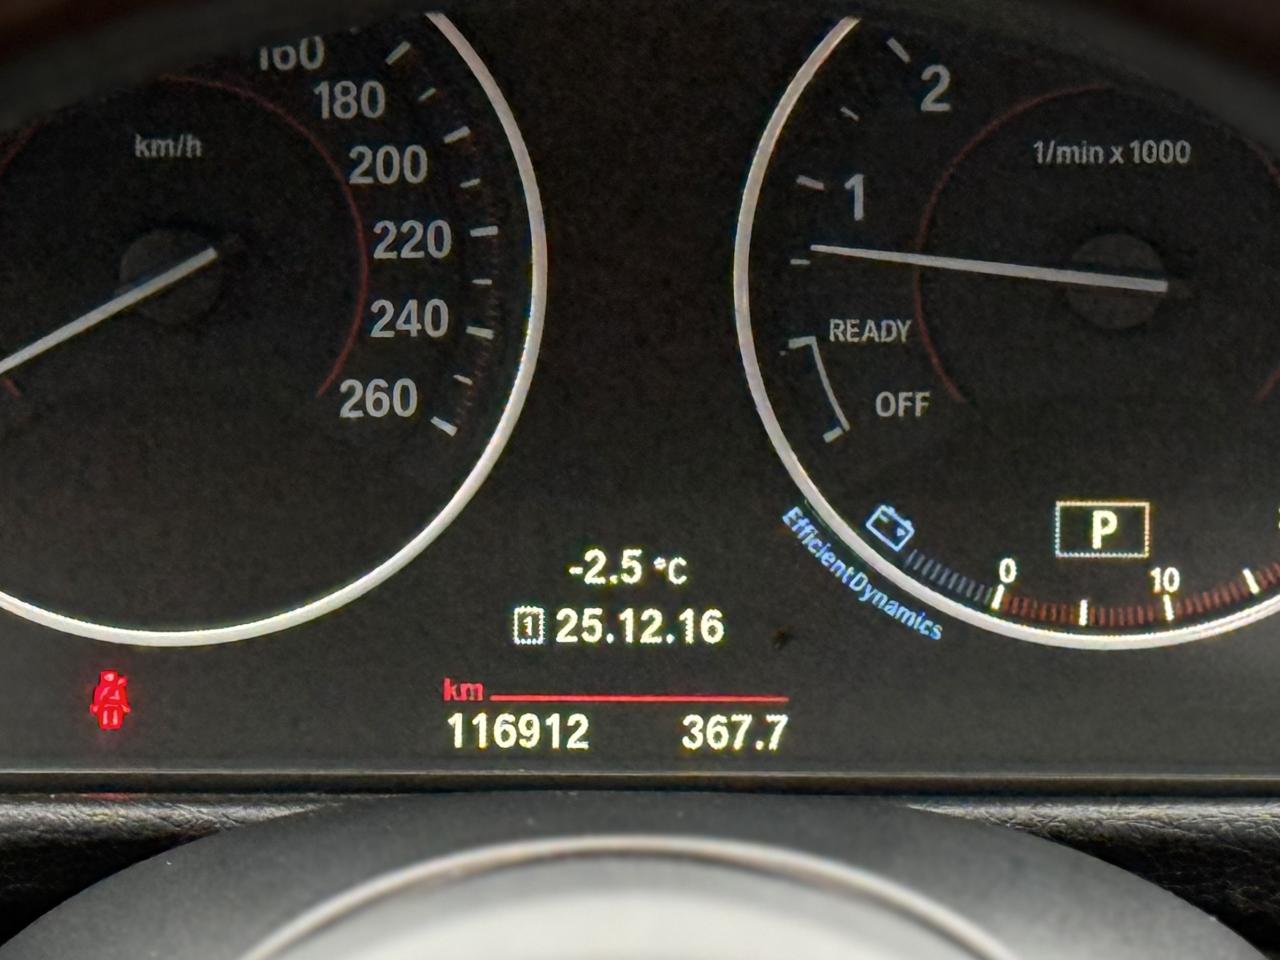 160
180
200
220
240
260
km/h
2
1
1/min x 1000
READY
OFF
P
EfficientDynamics
0
10
-2.5 °C
1 25.12.16
km
116912 367.7